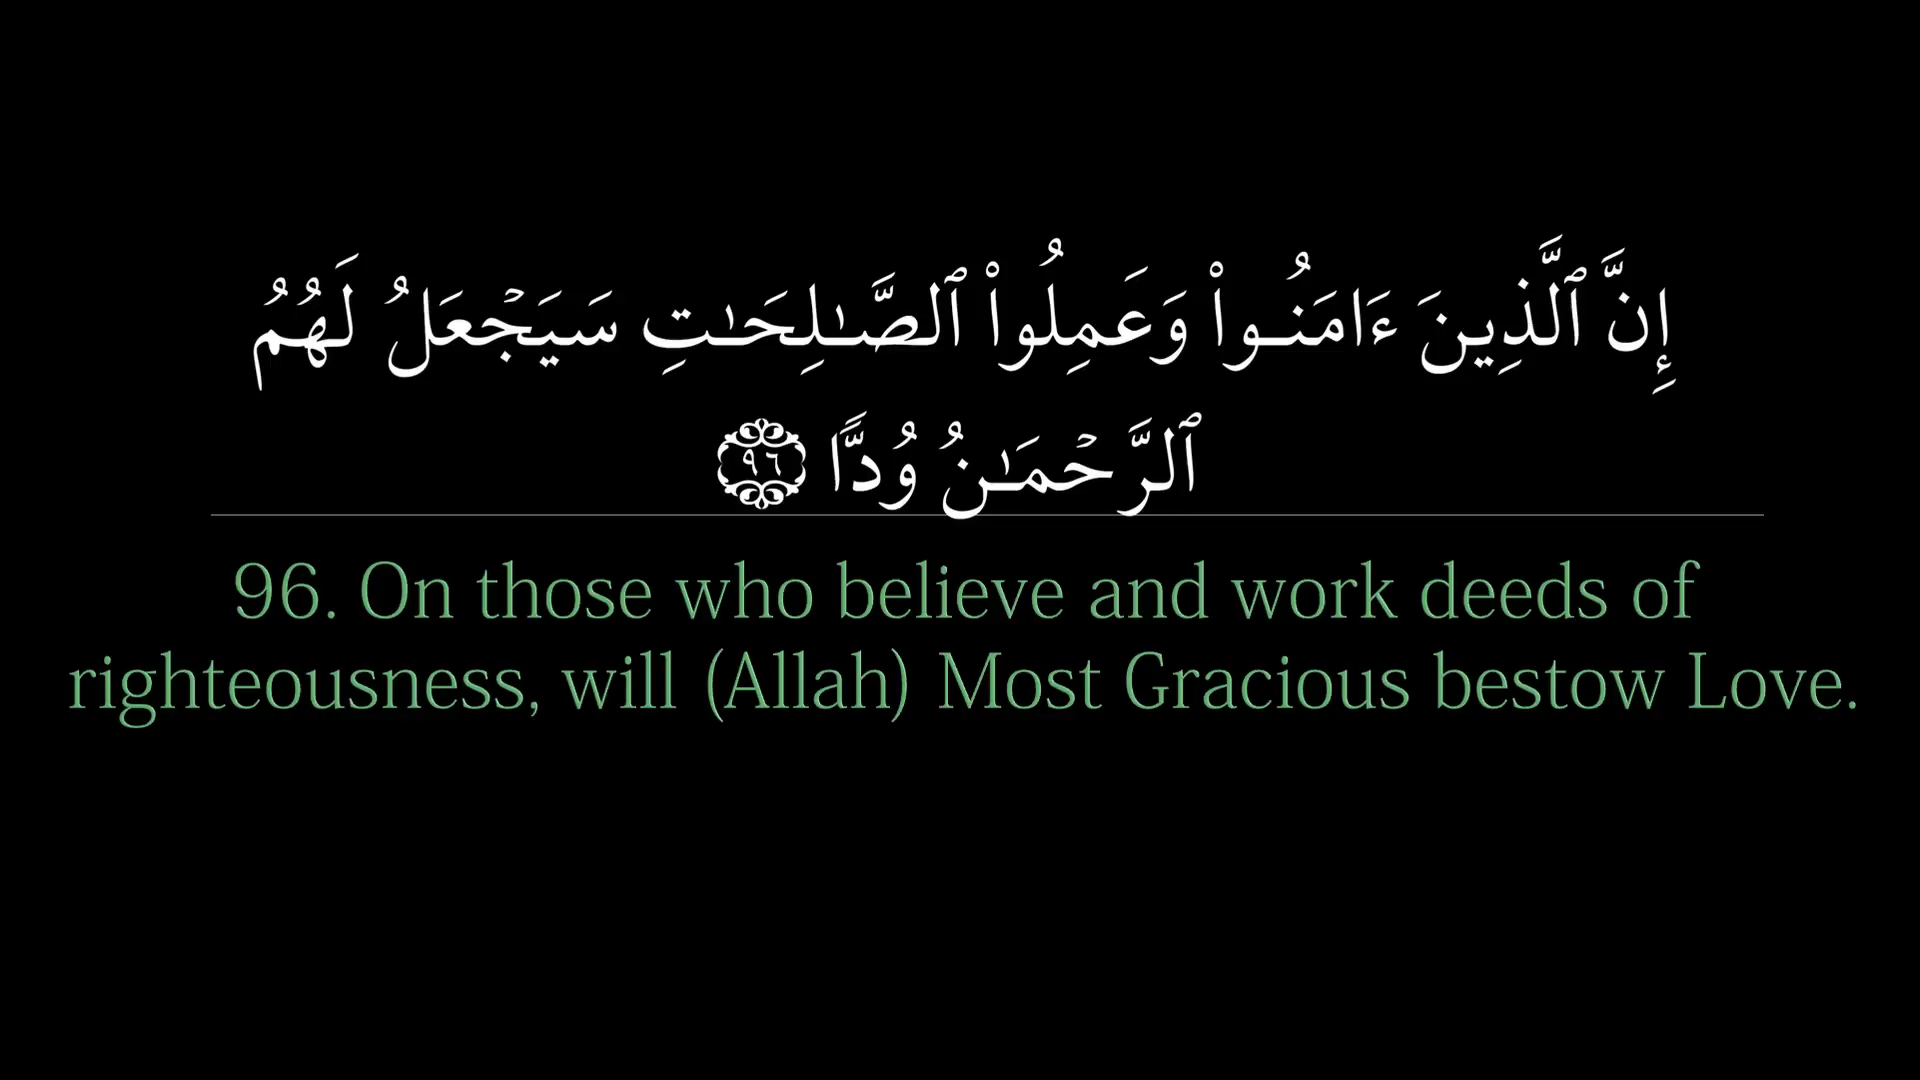 إِنَّ ٱلَّذِينَ ءَامَنُوا۟ وَعَمِلُوا۟ ٱلصَّـٰلِحَـٰتِ سَيَجْعَلُ لَهُمُ
ٱلرَّحْمَـٰنُ وُدًّا ٩٦
96. On those who believe and work deeds of
righteousness, will (Allah) Most Gracious bestow Love.